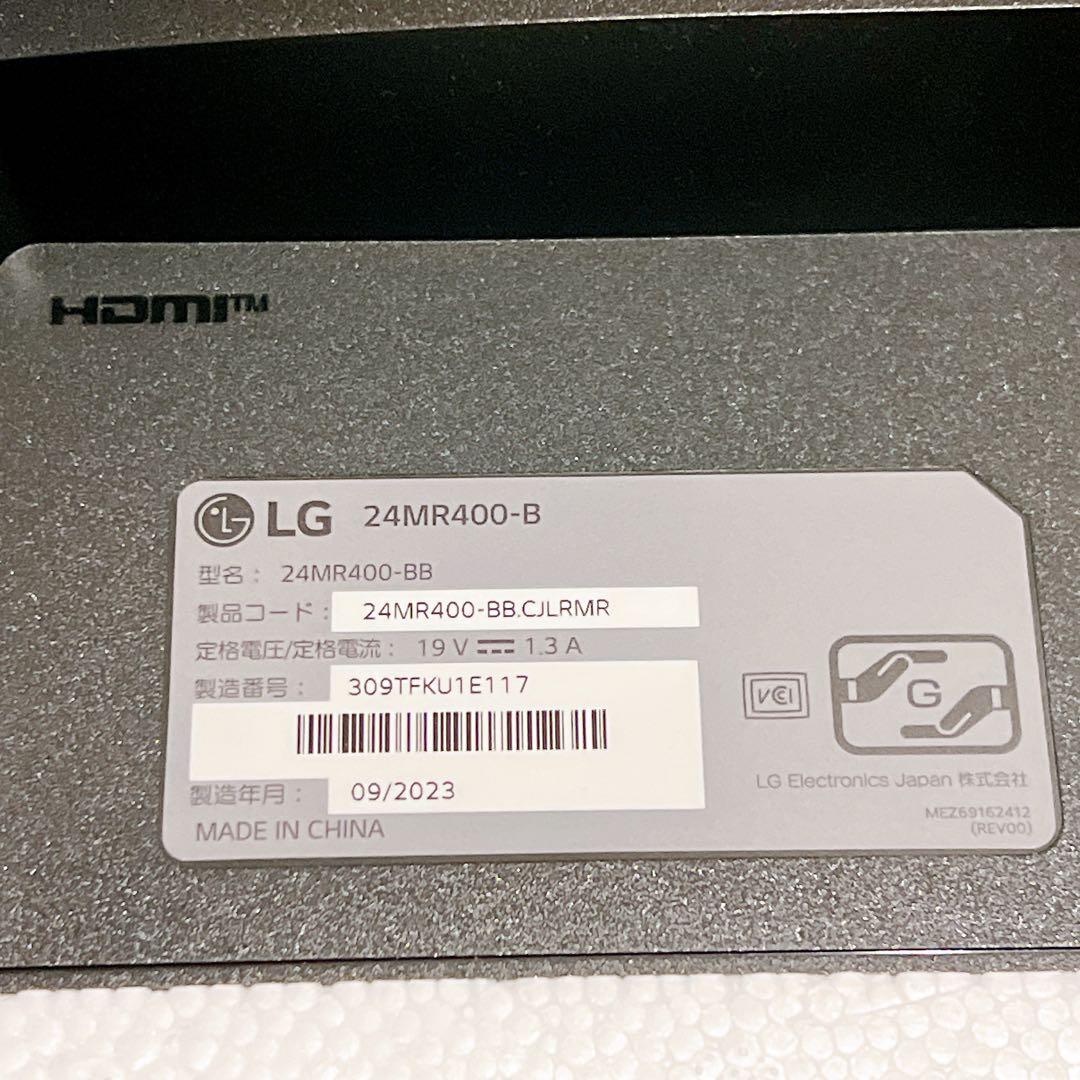 HDMI™
LG 24MR400-B
型名： 24MR400-BB
製品コード： 24MR400-BB.CJLRMR
定格電圧/定格電流： 19 V ⎓ 1.3 A
製造番号： 309TFKU1E117
VCI
G
製造年月： 09/2023
LG Electronics Japan 株式会社
MADE IN CHINA
MEZ69162412
(REV00)